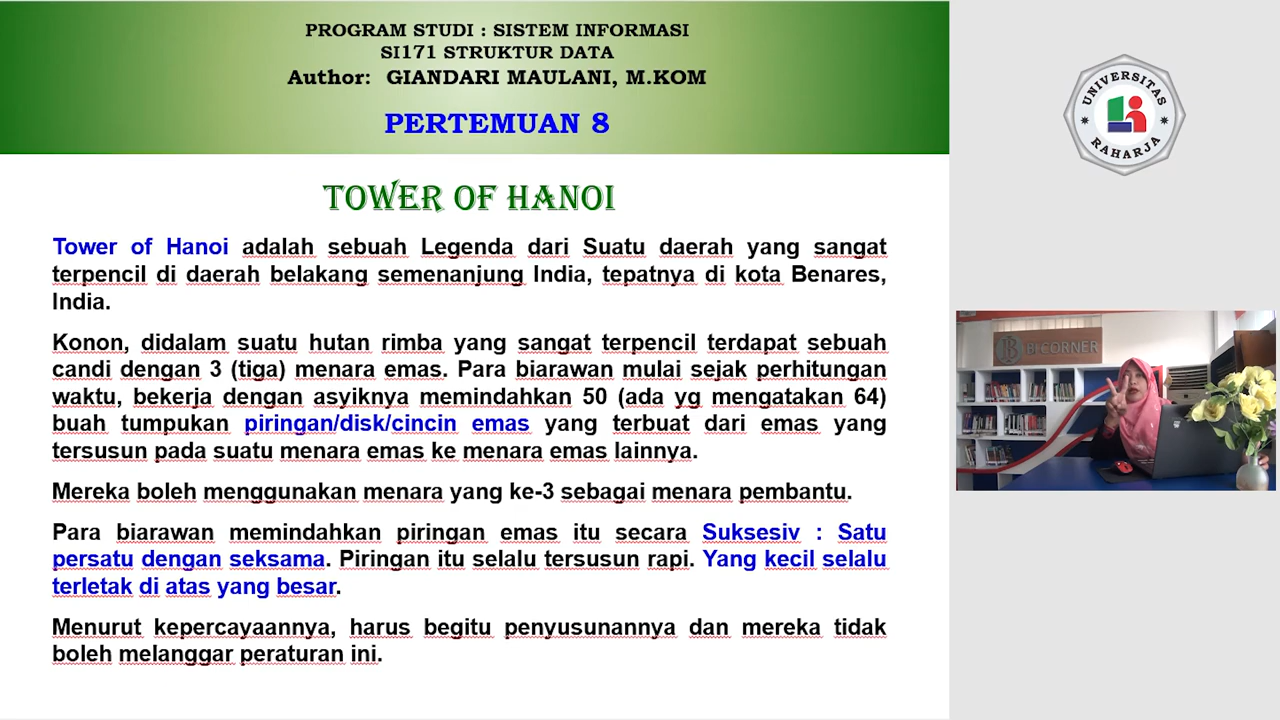 PROGRAM STUDI : SISTEM INFORMASI
SI171 STRUKTUR DATA
Author: GIANDARI MAULANI, M.KOM
PERTEMUAN 8
TOWER OF HANOI
Tower of Hanoi adalah sebuah Legenda dari Suatu daerah yang sangat
terpencil di daerah belakang semenanjung India, tepatnya di kota Benares,
India.
Konon, didalam suatu hutan rimba yang sangat terpencil terdapat sebuah
candi dengan 3 (tiga) menara emas. Para biarawan mulai sejak perhitungan
waktu, bekerja dengan asyiknya memindahkan 50 (ada yg mengatakan 64)
buah tumpukan piringan/disk/cincin emas yang terbuat dari emas yang
tersusun pada suatu menara emas ke menara emas lainnya.
Mereka boleh menggunakan menara yang ke-3 sebagai menara pembantu.
Para biarawan memindahkan piringan emas itu secara Suksesiv : Satu
persatu dengan seksama. Piringan itu selalu tersusun rapi. Yang kecil selalu
terletak di atas yang besar.
Menurut kepercayaannya, harus begitu penyusunannya dan mereka tidak
boleh melanggar peraturan ini.
UNIVERSITAS
RAHARJA
BI CORNER